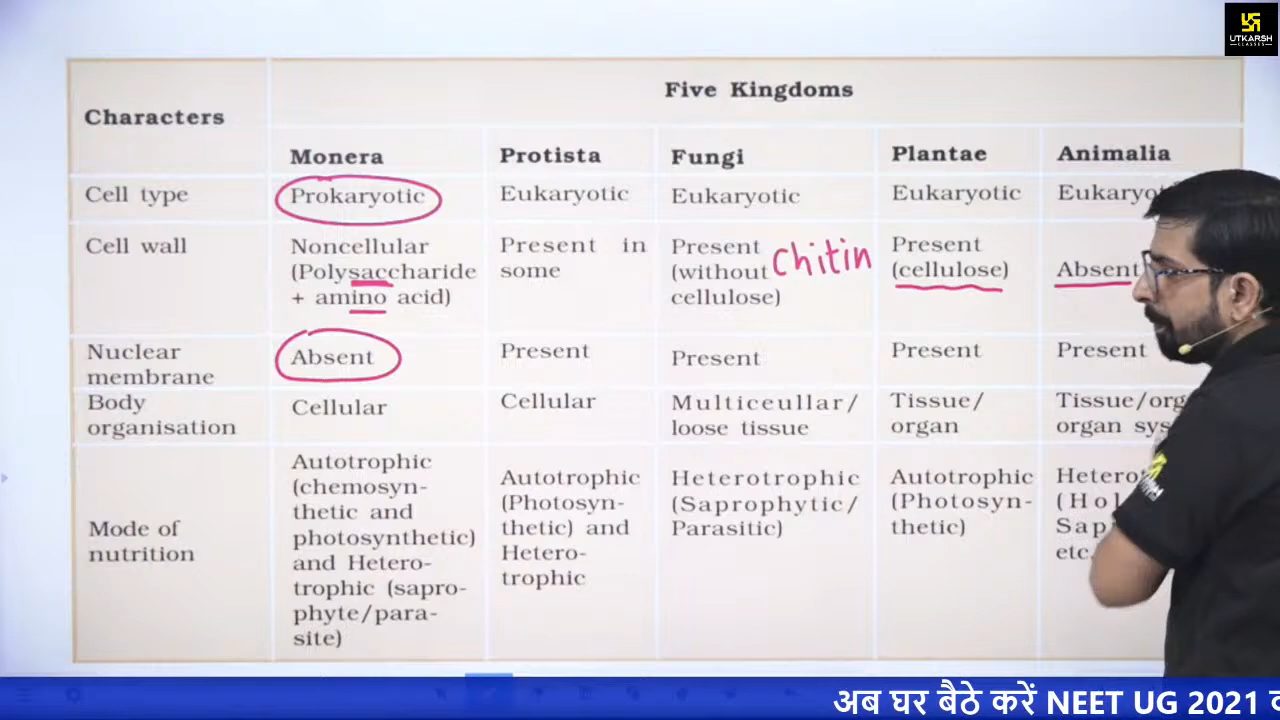 UTKARSH
CLASSES
Five Kingdoms
Characters
Monera
Protista
Fungi
Plantae
Animalia
Cell type
Prokaryotic
Eukaryotic
Eukaryotic
Eukaryotic
Cell wall
Noncellular
(Polysaccharide
+ amino acid)
Present in
some
Present
(without
cellulose)
Chitin
Present
(cellulose)
Absent
Nuclear
membrane
Absent
Present
Present
Present
Present
Body
organisation
Cellular
Cellular
Multiceullar/
loose tissue
Tissue/
organ
Tissue/org
organ sys
Mode of
nutrition
Autotrophic
(chemosyn-
thetic and
photosynthetic)
and Hetero-
trophic (sapro-
phyte/para-
site)
Autotrophic
(Photosyn-
thetic) and
Hetero-
trophic
Heterotrophic
(Saprophytic/
Parasitic)
Autotrophic
(Photosyn-
thetic)
etc.
अब घर बैठे करें NEET UG 2021